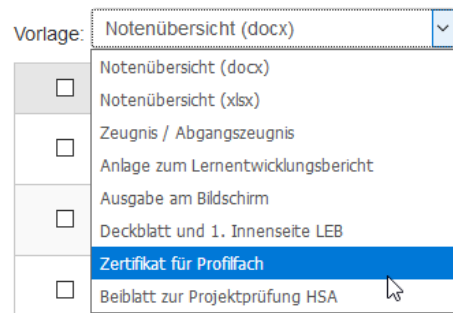 Vorlage: Notenübersicht (docx)
Notenübersicht (docx)
Notenübersicht (xlsx)
Zeugnis / Abgangszeugnis
Anlage zum Lernentwicklungsbericht
Ausgabe am Bildschirm
Deckblatt und 1. Innenseite LEB
Zertifikat für Profilfach
Beiblatt zur Projektprüfung HSA